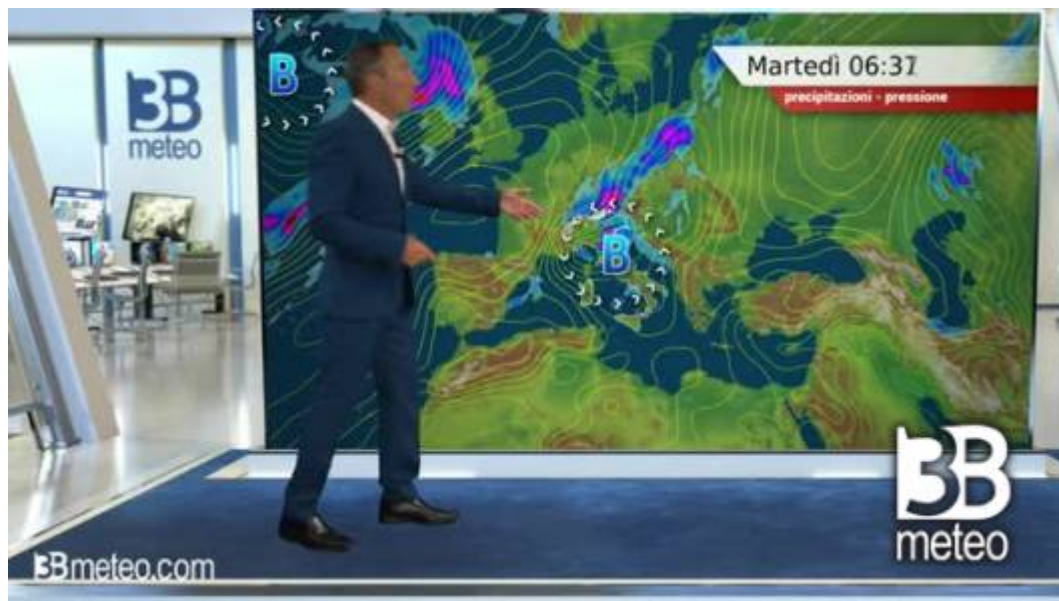 B
3B
meteo
Martedì 06:37
precipitazioni - pressione
B
3B
meteo
3Bmeteo.com